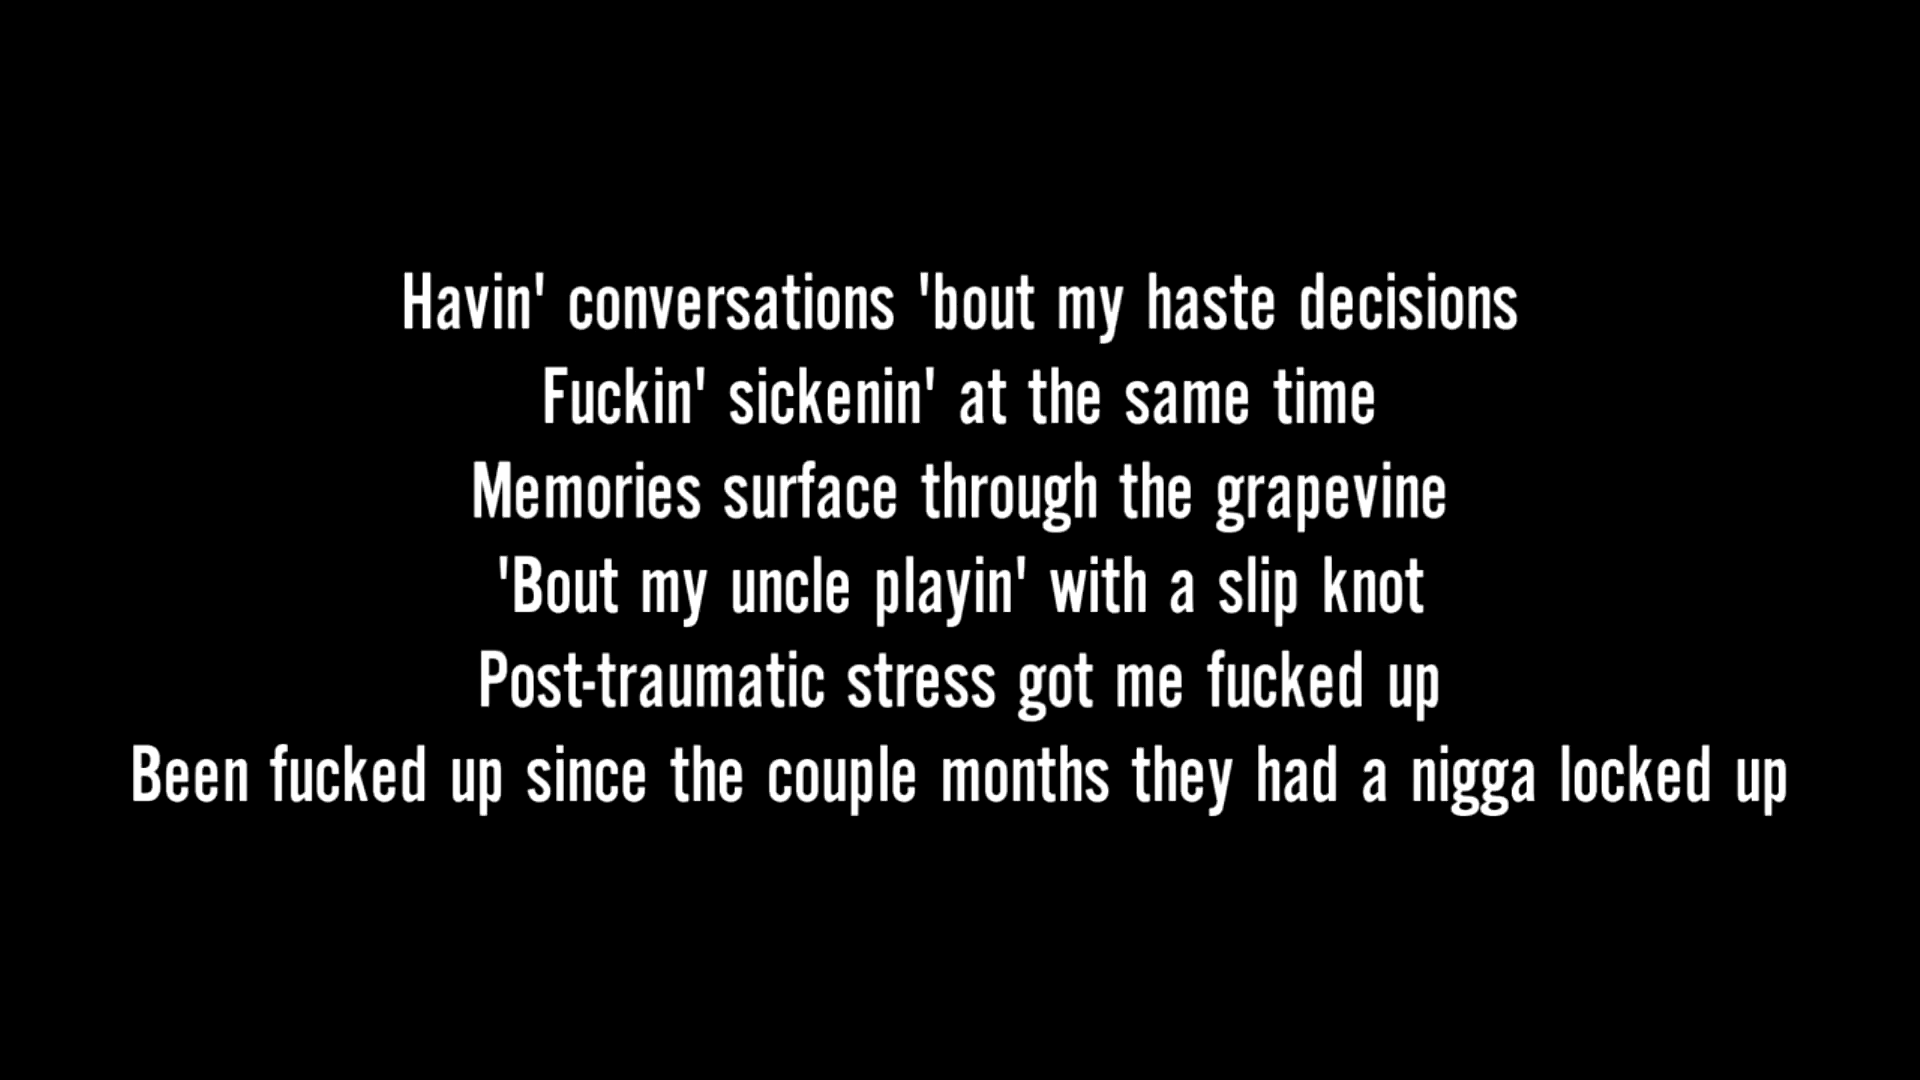 Havin' conversations 'bout my haste decisions
Fuckin' sickenin' at the same time
Memories surface through the grapevine
'Bout my uncle playin' with a slip knot
Post-traumatic stress got me fucked up
Been fucked up since the couple months they had a nigga locked up